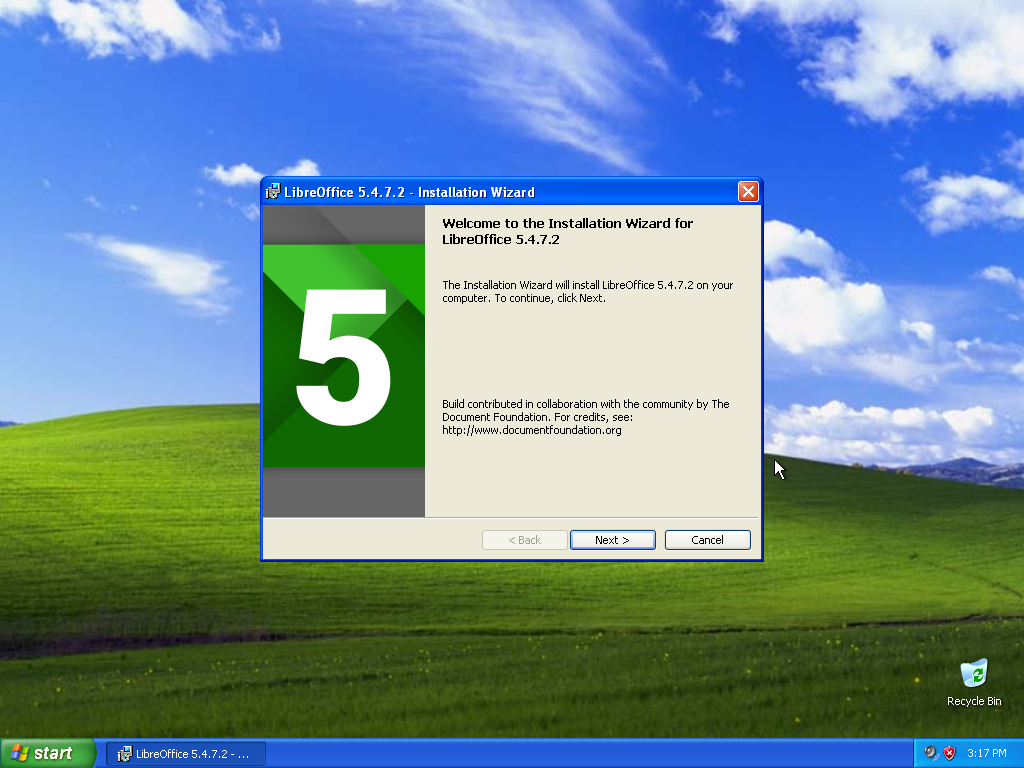 LibreOffice 5.4.7.2 - Installation Wizard
Welcome to the Installation Wizard for
LibreOffice 5.4.7.2
The Installation Wizard will install LibreOffice 5.4.7.2 on your
computer. To continue, click Next.
5
Build contributed in collaboration with the community by The
Document Foundation. For credits, see:
http://www.documentfoundation.org
< Back
Next >
Cancel
Recycle Bin
start
LibreOffice 5.4.7.2 - ...
3:17 PM